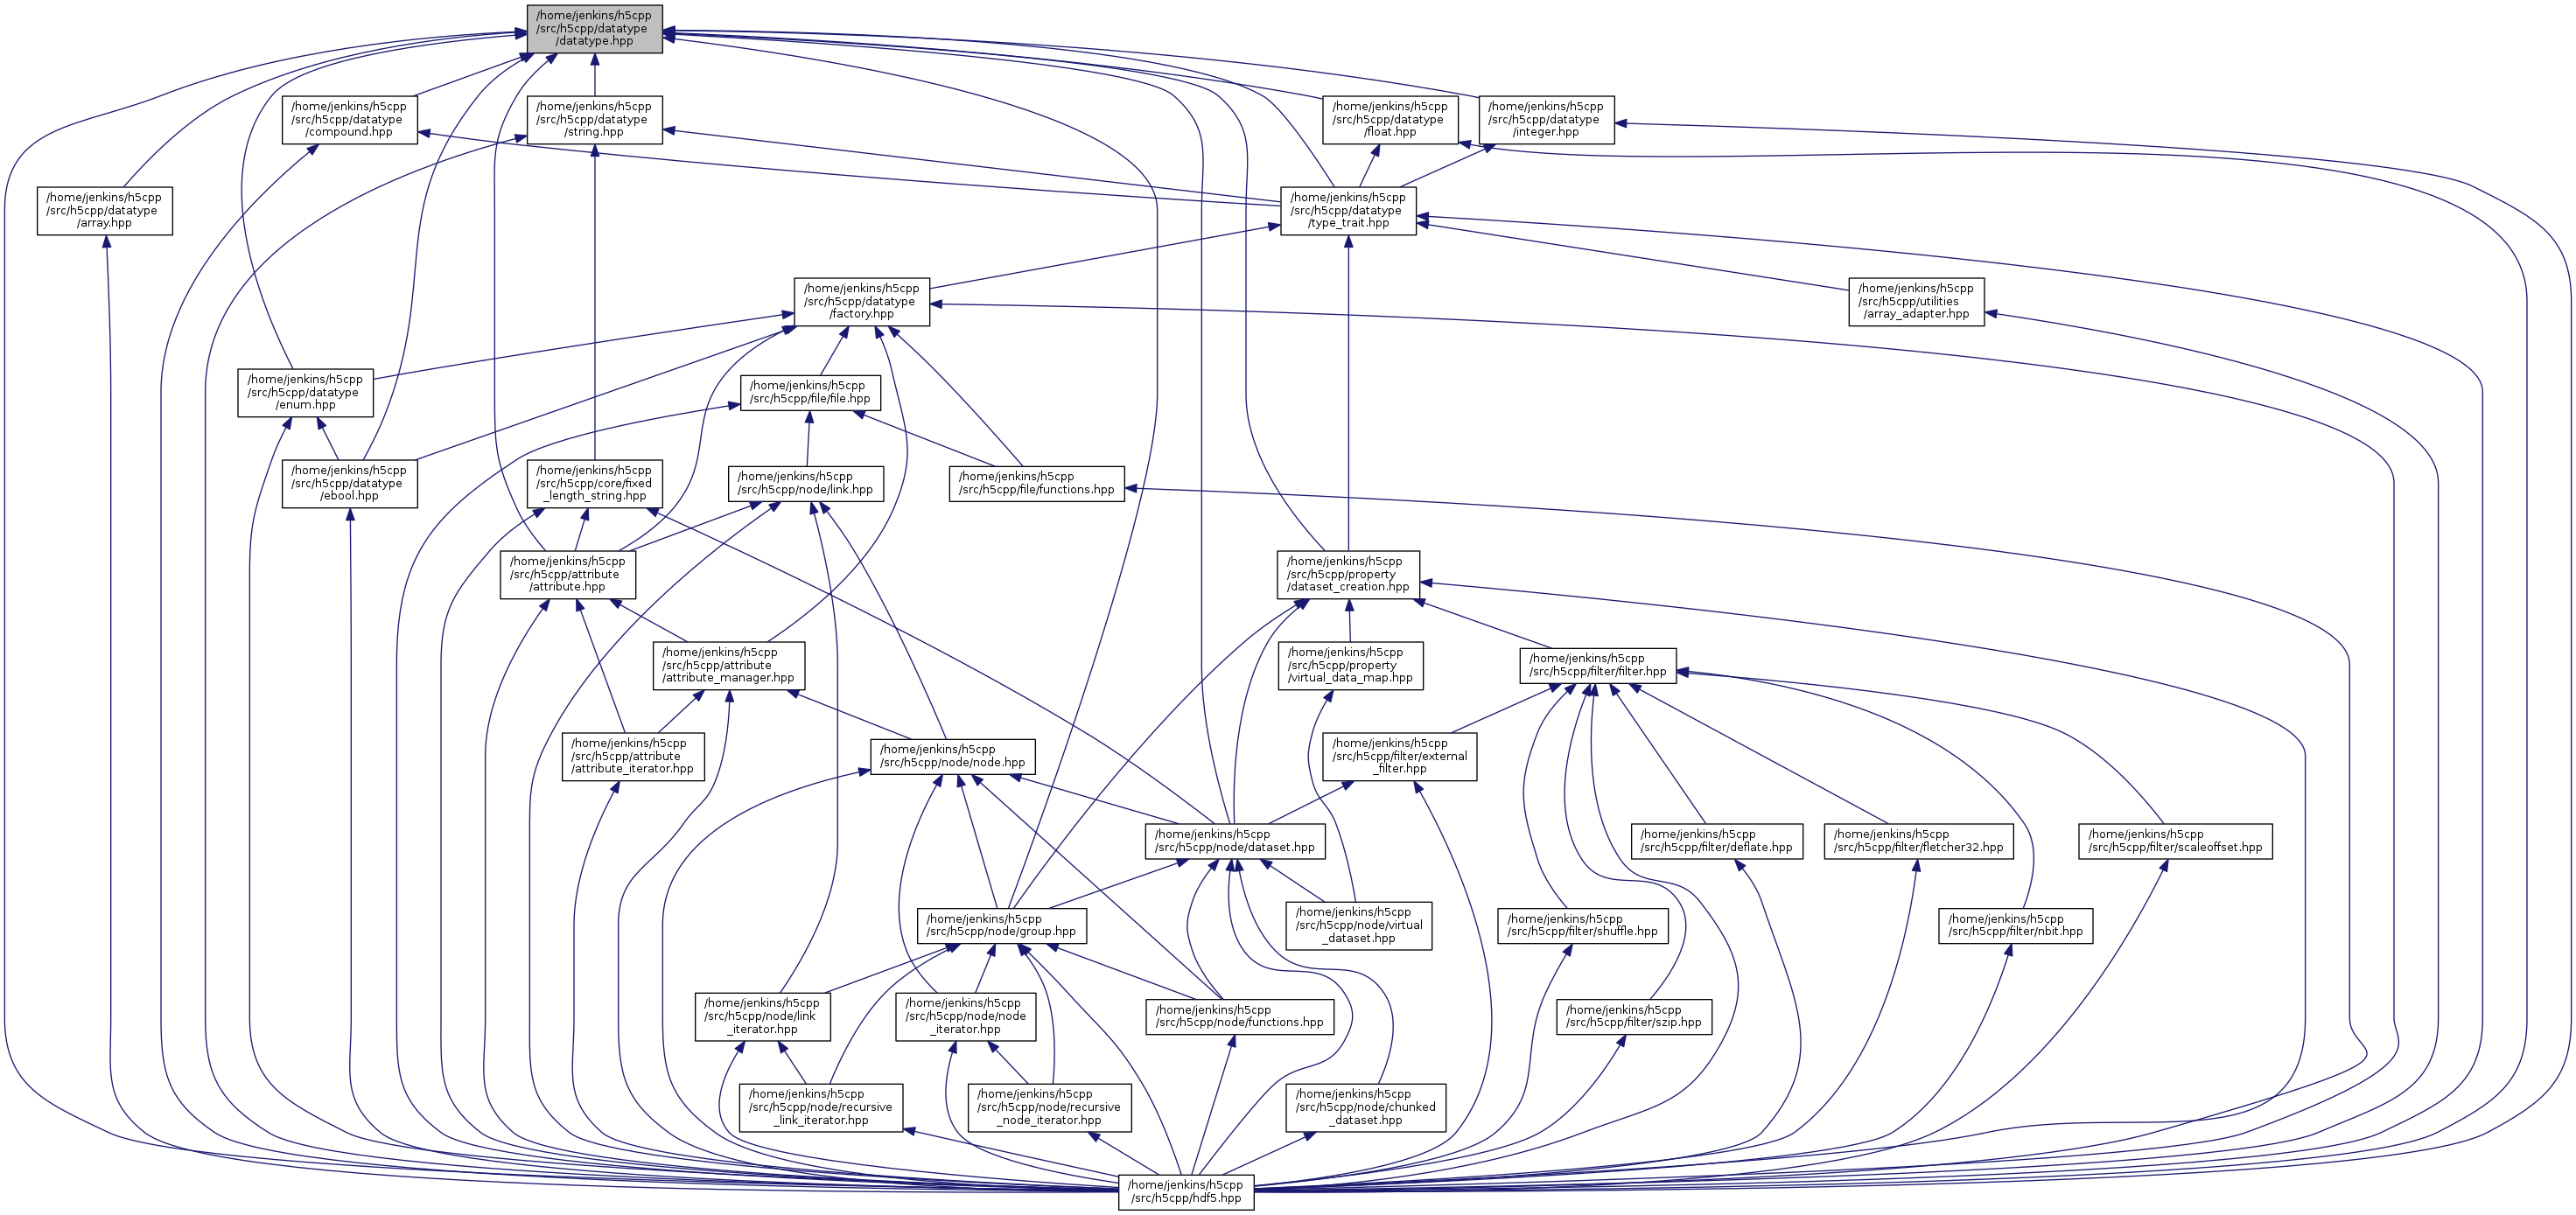 /home/jenkins/h5cpp
/src/h5cpp/datatype
/datatype.hpp
/home/jenkins/h5cpp
/src/h5cpp/datatype
/compound.hpp
/home/jenkins/h5cpp
/src/h5cpp/datatype
/string.hpp
/home/jenkins/h5cpp
/src/h5cpp/datatype
/float.hpp
/home/jenkins/h5cpp
/src/h5cpp/datatype
/integer.hpp
/home/jenkins/h5cpp
/src/h5cpp/datatype
/array.hpp
/home/jenkins/h5cpp
/src/h5cpp/datatype
/type_trait.hpp
/home/jenkins/h5cpp
/src/h5cpp/datatype
/factory.hpp
/home/jenkins/h5cpp
/src/h5cpp/utilities
/array_adapter.hpp
/home/jenkins/h5cpp
/src/h5cpp/datatype
/enum.hpp
/home/jenkins/h5cpp
/src/h5cpp/file/file.hpp
/home/jenkins/h5cpp
/src/h5cpp/datatype
/ebool.hpp
/home/jenkins/h5cpp
/src/h5cpp/core/fixed
_length_string.hpp
/home/jenkins/h5cpp
/src/h5cpp/node/link.hpp
/home/jenkins/h5cpp
/src/h5cpp/file/functions.hpp
/home/jenkins/h5cpp
/src/h5cpp/attribute
/attribute.hpp
/home/jenkins/h5cpp
/src/h5cpp/property
/dataset_creation.hpp
/home/jenkins/h5cpp
/src/h5cpp/attribute
/attribute_manager.hpp
/home/jenkins/h5cpp
/src/h5cpp/property
/virtual_data_map.hpp
/home/jenkins/h5cpp
/src/h5cpp/filter/filter.hpp
/home/jenkins/h5cpp
/src/h5cpp/attribute
/attribute_iterator.hpp
/home/jenkins/h5cpp
/src/h5cpp/node/node.hpp
/home/jenkins/h5cpp
/src/h5cpp/filter/external
_filter.hpp
/home/jenkins/h5cpp
/src/h5cpp/node/dataset.hpp
/home/jenkins/h5cpp
/src/h5cpp/filter/deflate.hpp
/home/jenkins/h5cpp
/src/h5cpp/filter/fletcher32.hpp
/home/jenkins/h5cpp
/src/h5cpp/filter/scaleoffset.hpp
/home/jenkins/h5cpp
/src/h5cpp/node/group.hpp
/home/jenkins/h5cpp
/src/h5cpp/node/virtual
_dataset.hpp
/home/jenkins/h5cpp
/src/h5cpp/filter/shuffle.hpp
/home/jenkins/h5cpp
/src/h5cpp/filter/nbit.hpp
/home/jenkins/h5cpp
/src/h5cpp/node/link
_iterator.hpp
/home/jenkins/h5cpp
/src/h5cpp/node/node
_iterator.hpp
/home/jenkins/h5cpp
/src/h5cpp/node/functions.hpp
/home/jenkins/h5cpp
/src/h5cpp/filter/szip.hpp
/home/jenkins/h5cpp
/src/h5cpp/node/recursive
_link_iterator.hpp
/home/jenkins/h5cpp
/src/h5cpp/node/recursive
_node_iterator.hpp
/home/jenkins/h5cpp
/src/h5cpp/node/chunked
_dataset.hpp
/home/jenkins/h5cpp
/src/h5cpp/hdf5.hpp